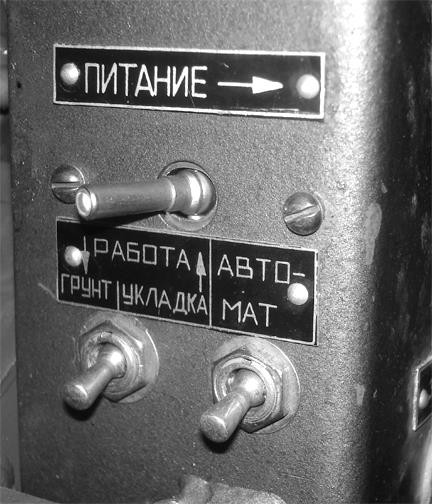 ПИТАНИЕ →
↓ РАБОТА ↑
ГРУНТ УКЛАДКА
АВТО-
МАТ